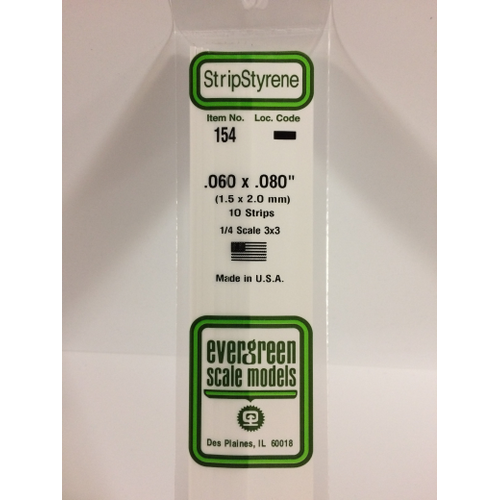 StripStyrene
Item No. Loc. Code
154
.060 x .080"
(1.5 x 2.0 mm)
10 Strips
1/4 Scale 3x3
Made in U.S.A.
evergreen
scale models
Des Plaines, IL 60018